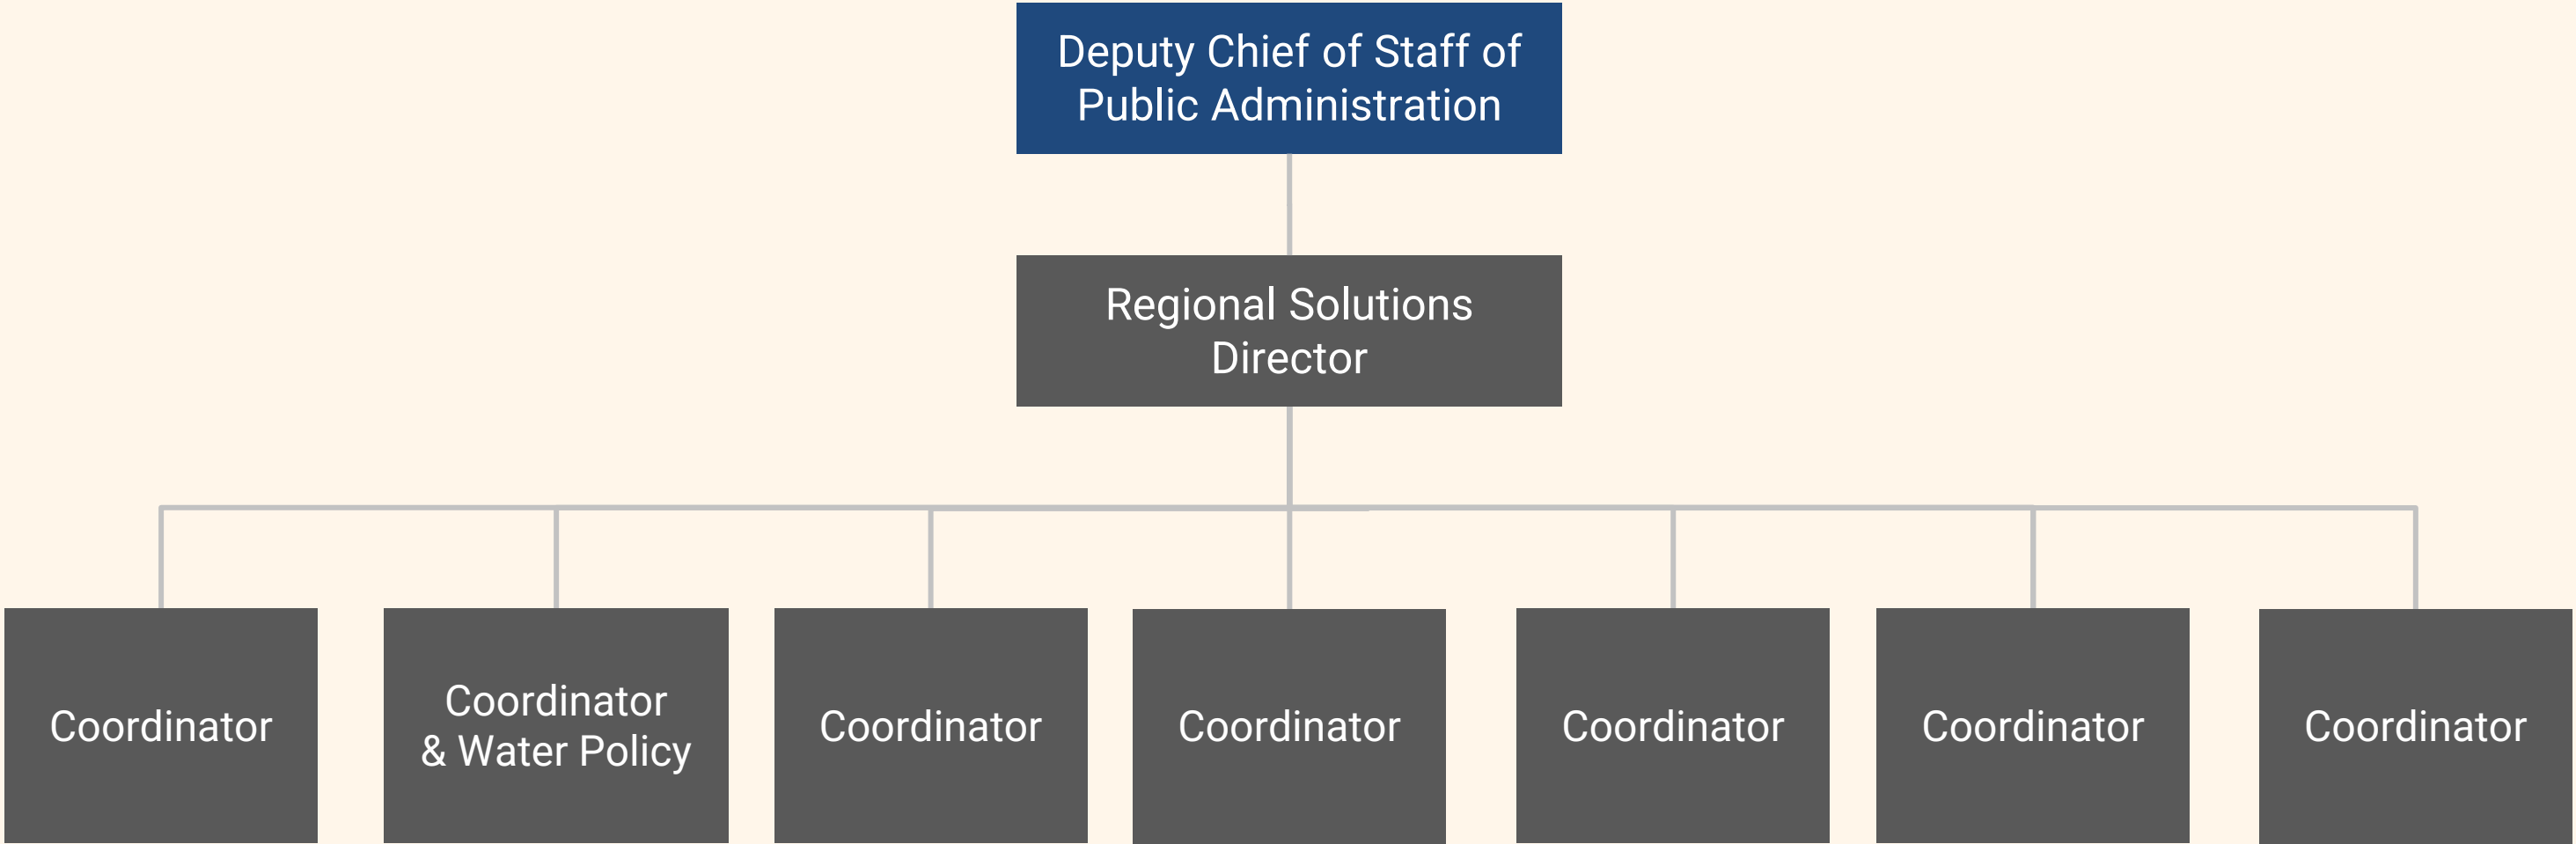 Deputy Chief of Staff of
Public Administration
Regional Solutions
Director
Coordinator
Coordinator
& Water Policy
Coordinator
Coordinator
Coordinator
Coordinator
Coordinator